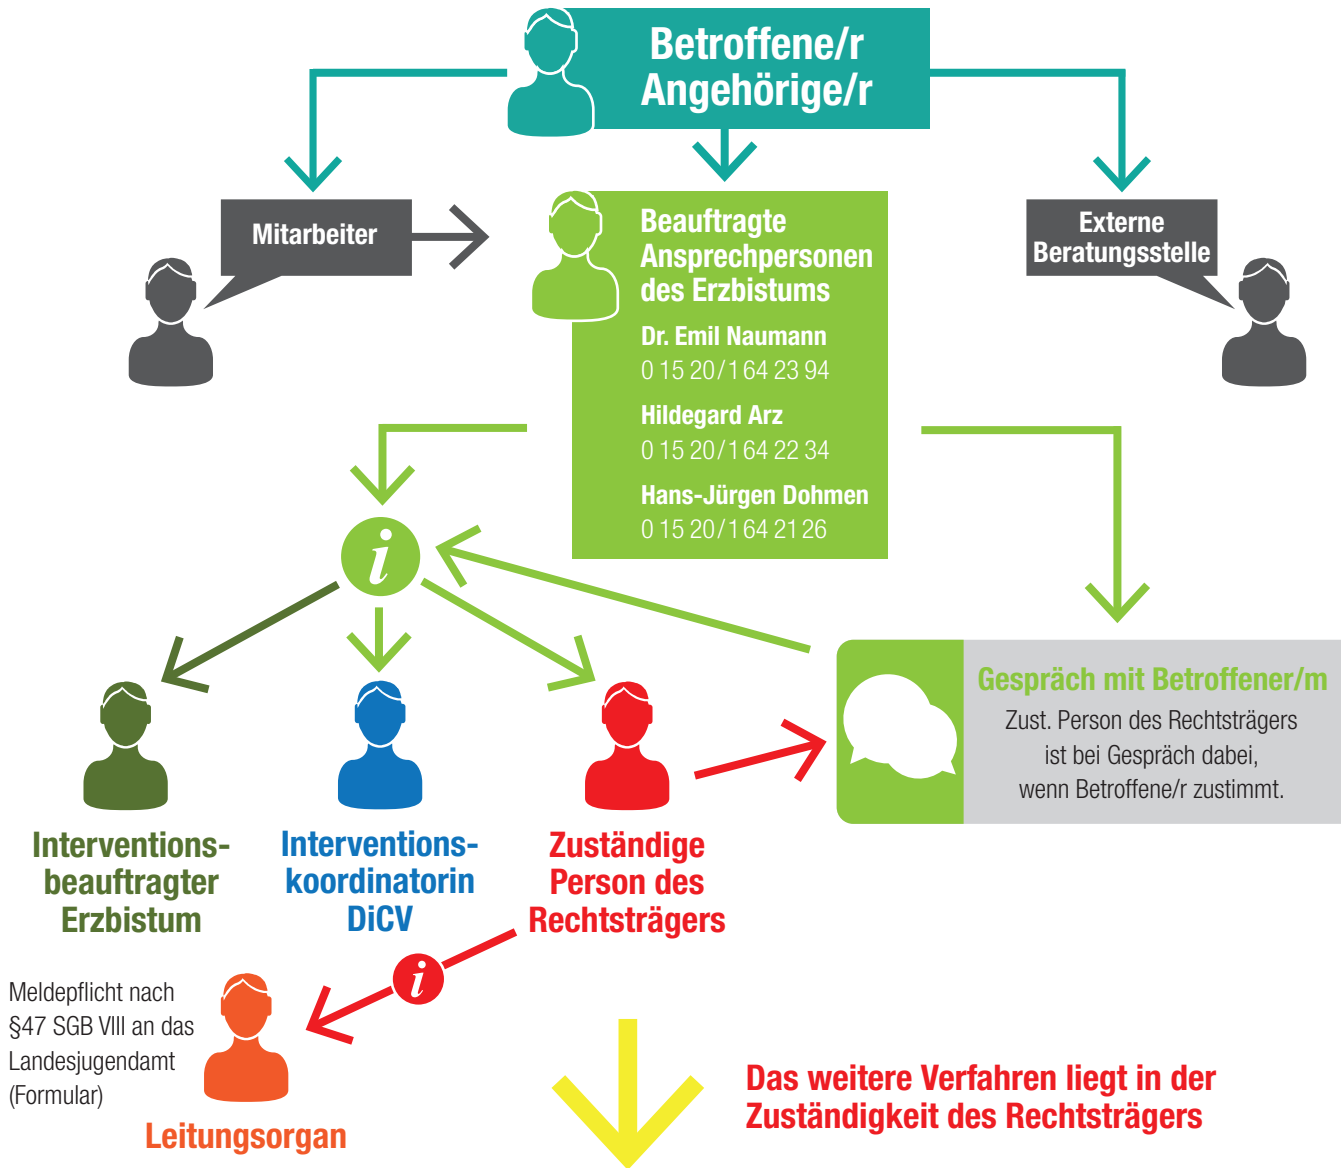 Betroffene/r
Angehörige/r
Mitarbeiter
Beauftragte
Ansprechpersonen
des Erzbistums
Dr. Emil Naumann
0 15 20/1 64 23 94
Hildegard Arz
0 15 20/1 64 22 34
Hans-Jürgen Dohmen
0 15 20/1 64 21 26
Externe
Beratungsstelle
i
Gespräch mit Betroffener/m
Zust. Person des Rechtsträgers
ist bei Gespräch dabei,
wenn Betroffene/r zustimmt.
Interventions-
beauftragter
Erzbistum
Interventions-
koordinatorin
DiCV
Zuständige
Person des
Rechtsträgers
i
Meldepflicht nach
§47 SGB VIII an das
Landesjugendamt
(Formular)
Leitungsorgan
Das weitere Verfahren liegt in der
Zuständigkeit des Rechtsträgers